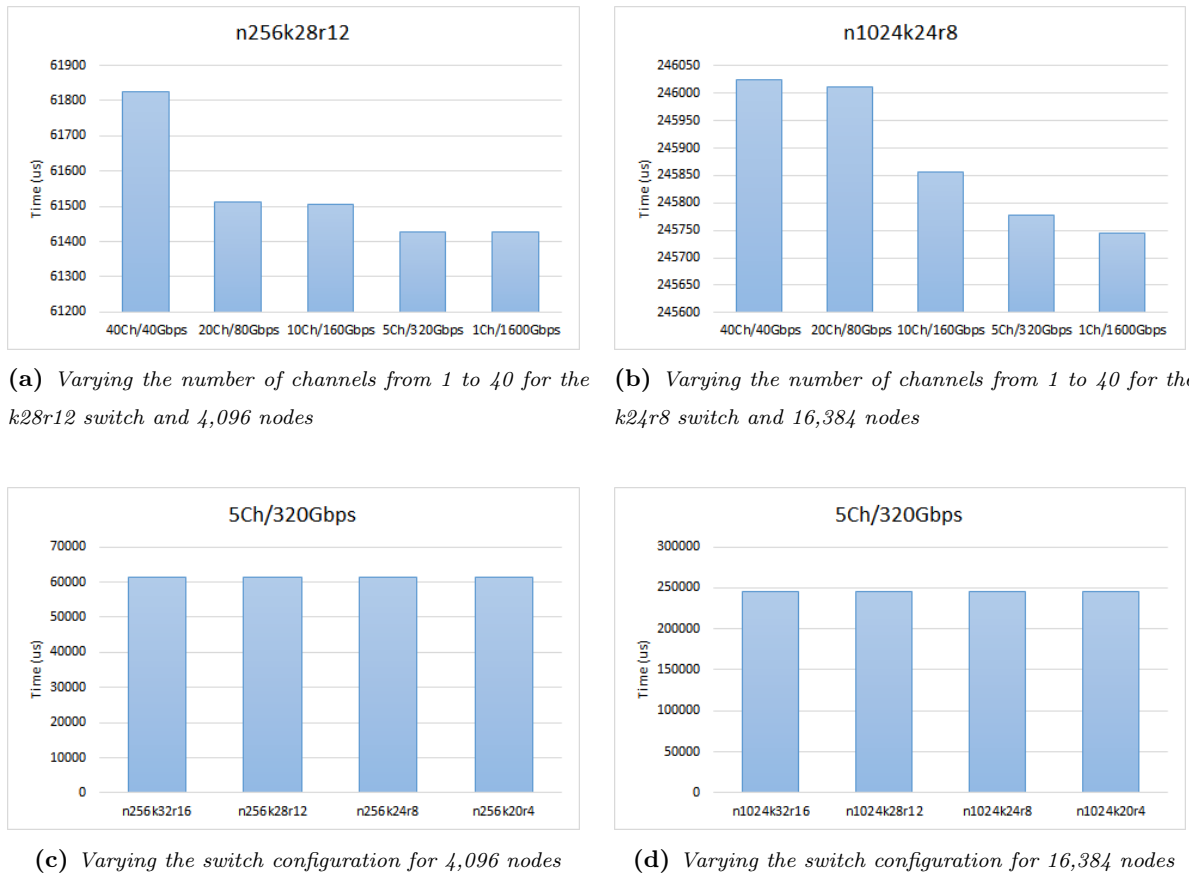 n256k28r12
61900
61800
61700
61600
61500
61400
61300
61200
Time (us)
40Ch/40Gbps 20Ch/80Gbps 10Ch/160Gbps 5Ch/320Gbps 1Ch/1600Gbps
(a) Varying the number of channels from 1 to 40 for the
k28r12 switch and 4,096 nodes
n1024k24r8
246050
246000
245950
245900
245850
245800
245750
245700
245650
245600
Time (us)
40Ch/40Gbps 20Ch/80Gbps 10Ch/160Gbps 5Ch/320Gbps 1Ch/1600Gbps
(b) Varying the number of channels from 1 to 40 for the
k24r8 switch and 16,384 nodes
5Ch/320Gbps
70000
60000
50000
40000
30000
20000
10000
0
Time (us)
n256k32r16 n256k28r12 n256k24r8 n256k20r4
(c) Varying the switch configuration for 4,096 nodes
5Ch/320Gbps
300000
250000
200000
150000
100000
50000
0
Time (us)
n1024k32r16 n1024k28r12 n1024k24r8 n1024k20r4
(d) Varying the switch configuration for 16,384 nodes